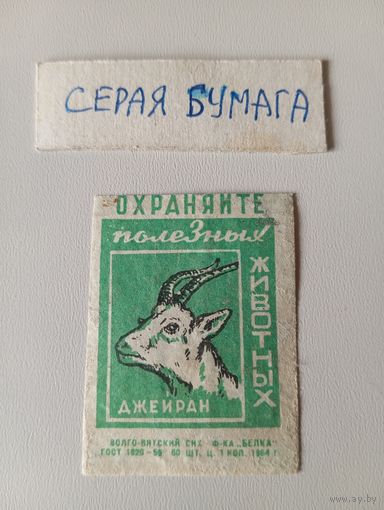 СЕРАЯ БУМАГА
ОХРАНЯЙТЕ
полезных
ЖИВОТНЫХ
ДЖЕЙРАН
ВОЛГО-ВЯТСКИЙ СНХ Ф-КА „БЕЛКА"
ГОСТ 1820-56 60 ШТ. Ц. 1 КОП. 1964 г
ay.by